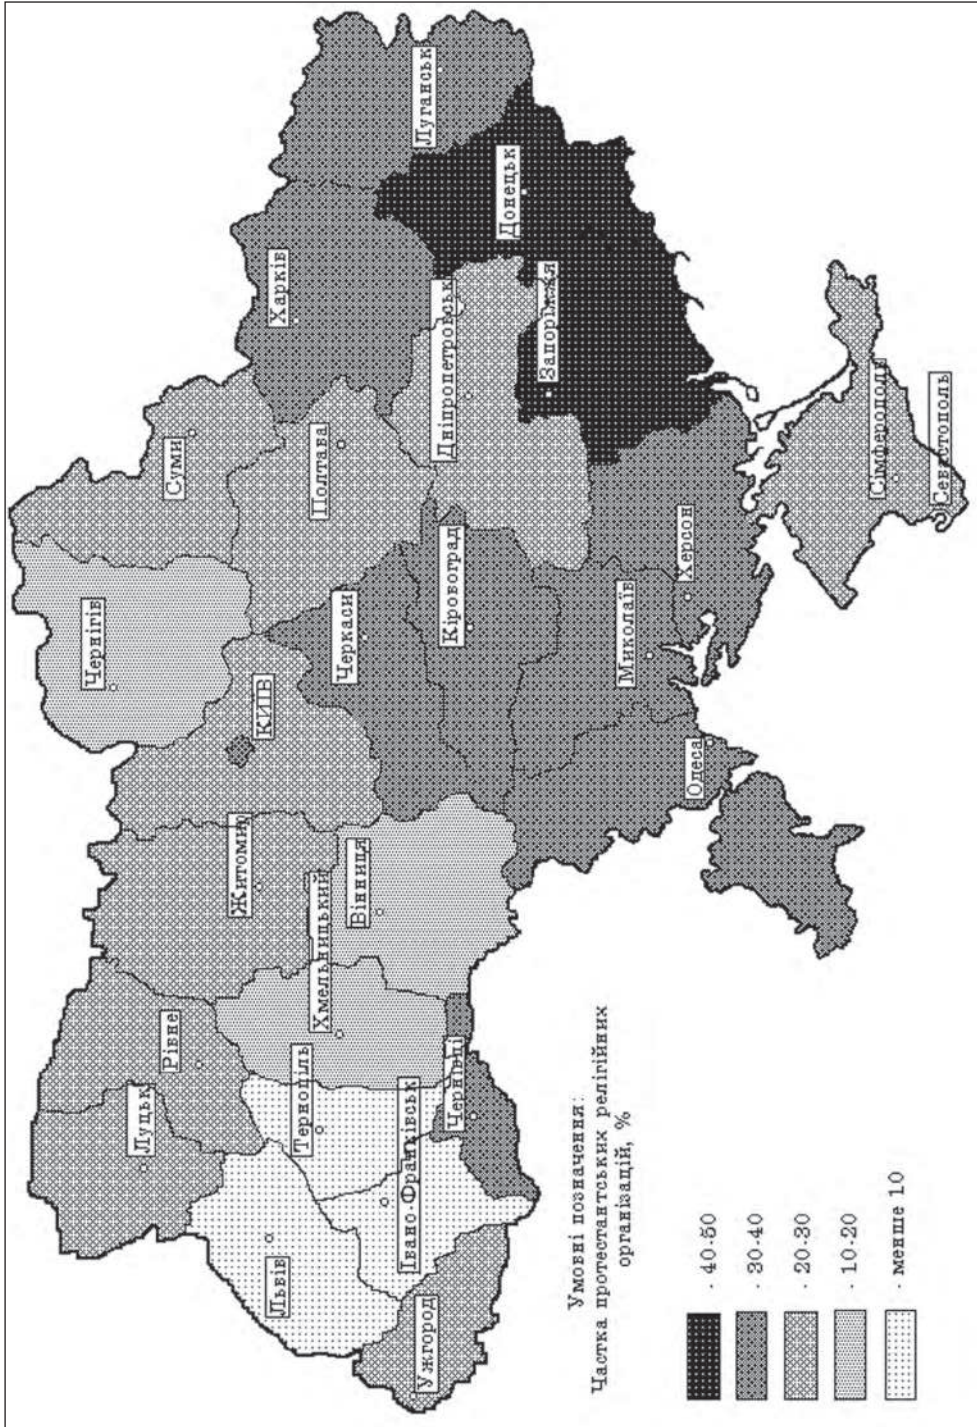 Луцьк
Рівне
Житомир
КИЇВ
Чернігів
Суми
Харків
Луганськ
Львів
Тернопіль
Хмельницький
Вінниця
Черкаси
Полтава
Ужгород
Івано-Франківськ
Чернівці
Кіровоград
Дніпропетровськ
Донецьк
Запоріжжя
Одеса
Миколаїв
Херсон
Сімферополь
Севастополь
Умовні позначення:
Частка протестантських релігійних
організацій, %
- 40-50
- 30-40
- 20-30
- 10-20
- менше 10